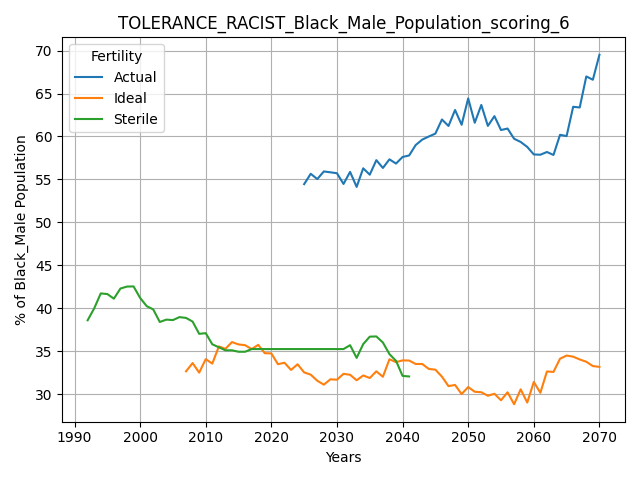 TOLERANCE_RACIST_Black_Male_Population_scoring_6
Fertility
Actual
Ideal
Sterile
% of Black_Male Population
70
65
60
55
50
45
40
35
30
1990 2000 2010 2020 2030 2040 2050 2060 2070
Years